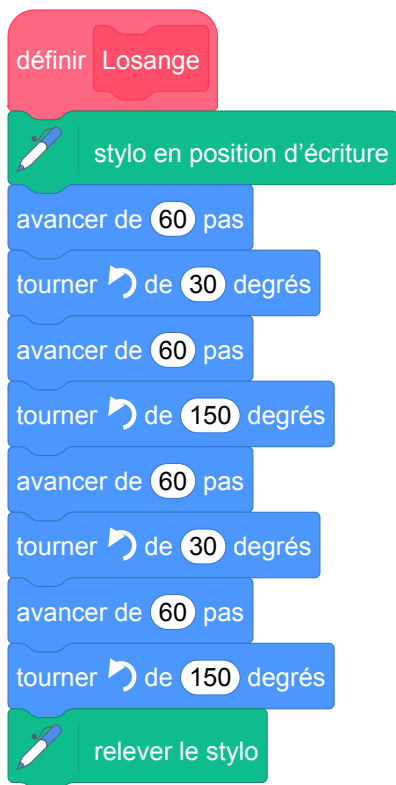 définir Losange
stylo en position d’écriture
avancer de 60 pas
tourner de 30 degrés
avancer de 60 pas
tourner de 150 degrés
avancer de 60 pas
tourner de 30 degrés
avancer de 60 pas
tourner de 150 degrés
relever le stylo